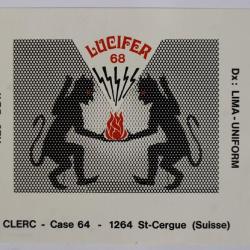 LUCIFER
68
Dx: LIMA-UNIFORM
CLERC - Case 64 - 1264 St-Cergue (Suisse)